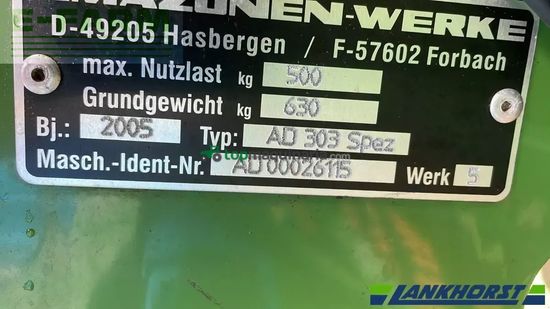 AMAZONEN-WERKE
D-49205 Hasbergen / F-57602 Forbach
max. Nutzlast kg 500
Grundgewicht kg 630
Bj.: 2005 Typ: AD 303 Spez
Masch.-Ident-Nr. AD00026115 Werk S
LANKHORST